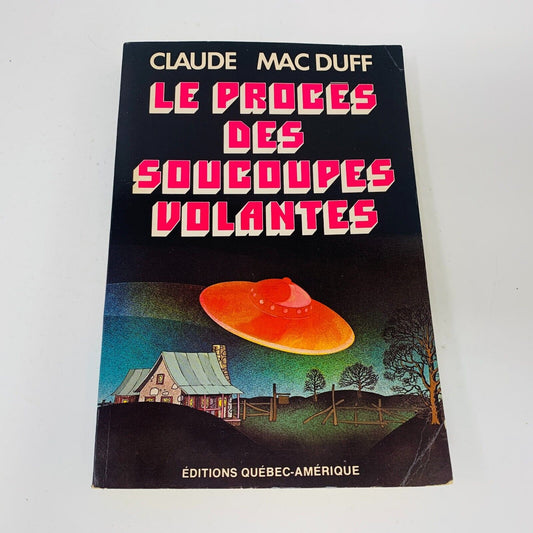 CLAUDE MAC DUFF
LE PROCES
DES
SOUCOUPES
VOLANTES
ÉDITIONS QUÉBEC-AMÉRIQUE